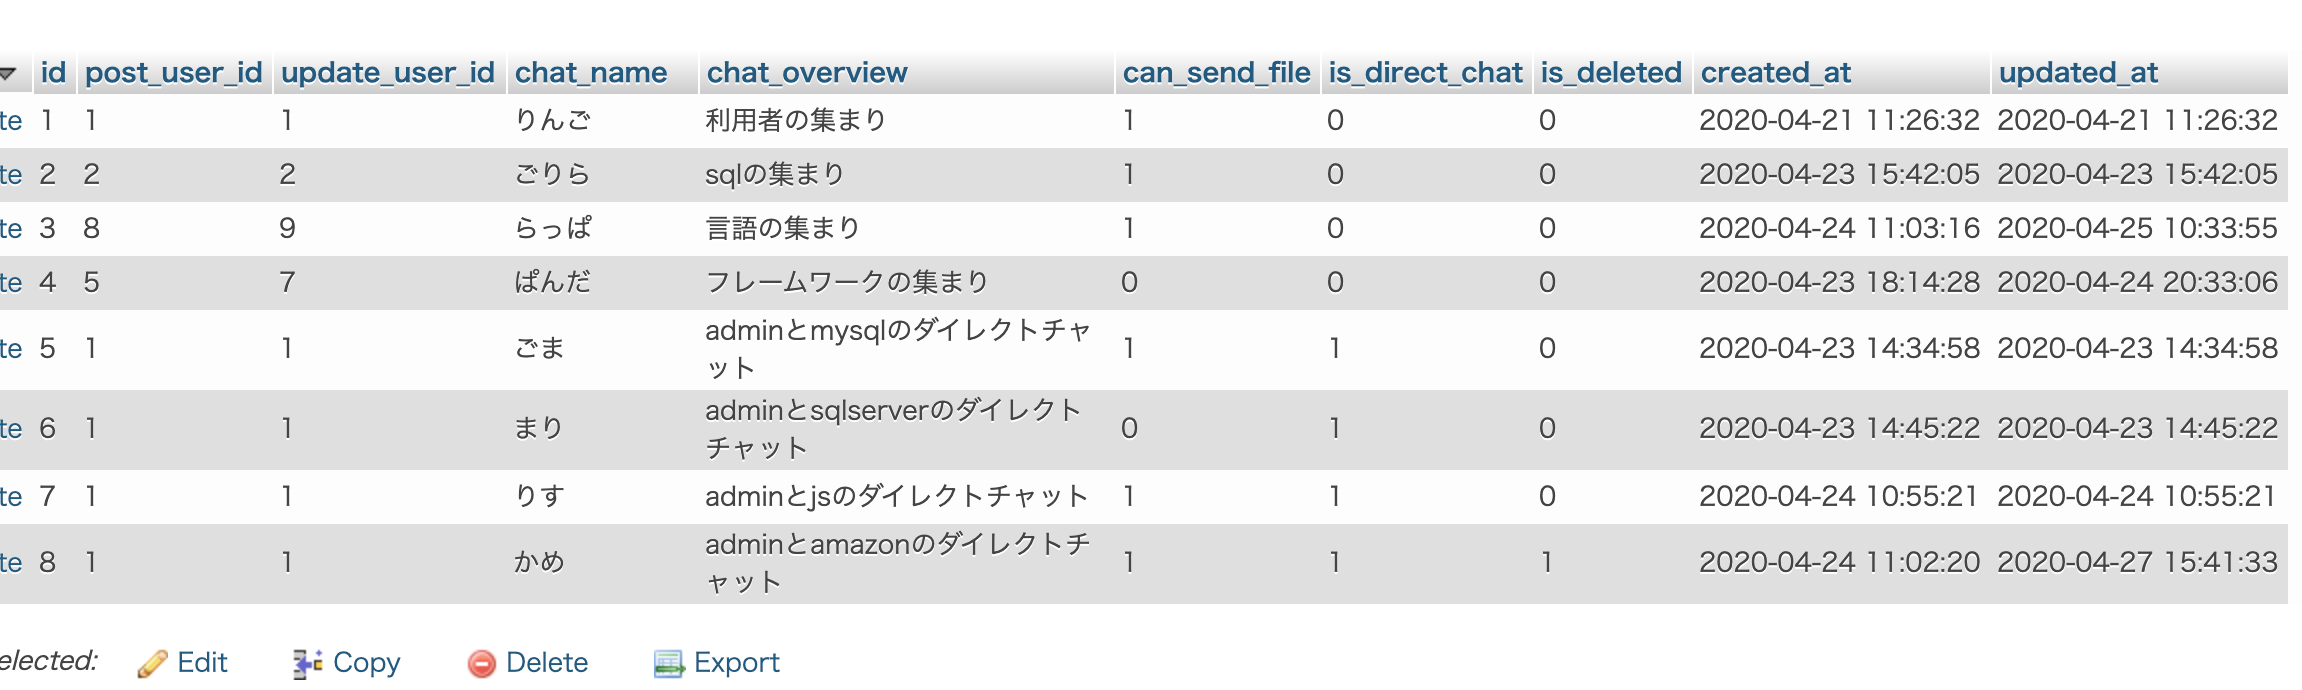 id post_user_id update_user_id chat_name chat_overview can_send_file is_direct_chat is_deleted created_at updated_at
te 1 1 1 りんご 利用者の集まり 1 0 0 2020-04-21 11:26:32 2020-04-21 11:26:32
te 2 2 2 ごりら sqlの集まり 1 0 0 2020-04-23 15:42:05 2020-04-23 15:42:05
te 3 8 9 らっぱ 言語の集まり 1 0 0 2020-04-24 11:03:16 2020-04-25 10:33:55
te 4 5 7 ぱんだ フレームワークの集まり 0 0 0 2020-04-23 18:14:28 2020-04-24 20:33:06
te 5 1 1 ごま adminとmysqlのダイレクトチャ
ット 1 1 0 2020-04-23 14:34:58 2020-04-23 14:34:58
te 6 1 1 まり adminとsqlserverのダイレクト
チャット 0 1 0 2020-04-23 14:45:22 2020-04-23 14:45:22
te 7 1 1 りす adminとjsのダイレクトチャット 1 1 0 2020-04-24 10:55:21 2020-04-24 10:55:21
te 8 1 1 かめ adminとamazonのダイレクトチ
ャット 1 1 1 2020-04-24 11:02:20 2020-04-27 15:41:33
elected: Edit Copy Delete Export